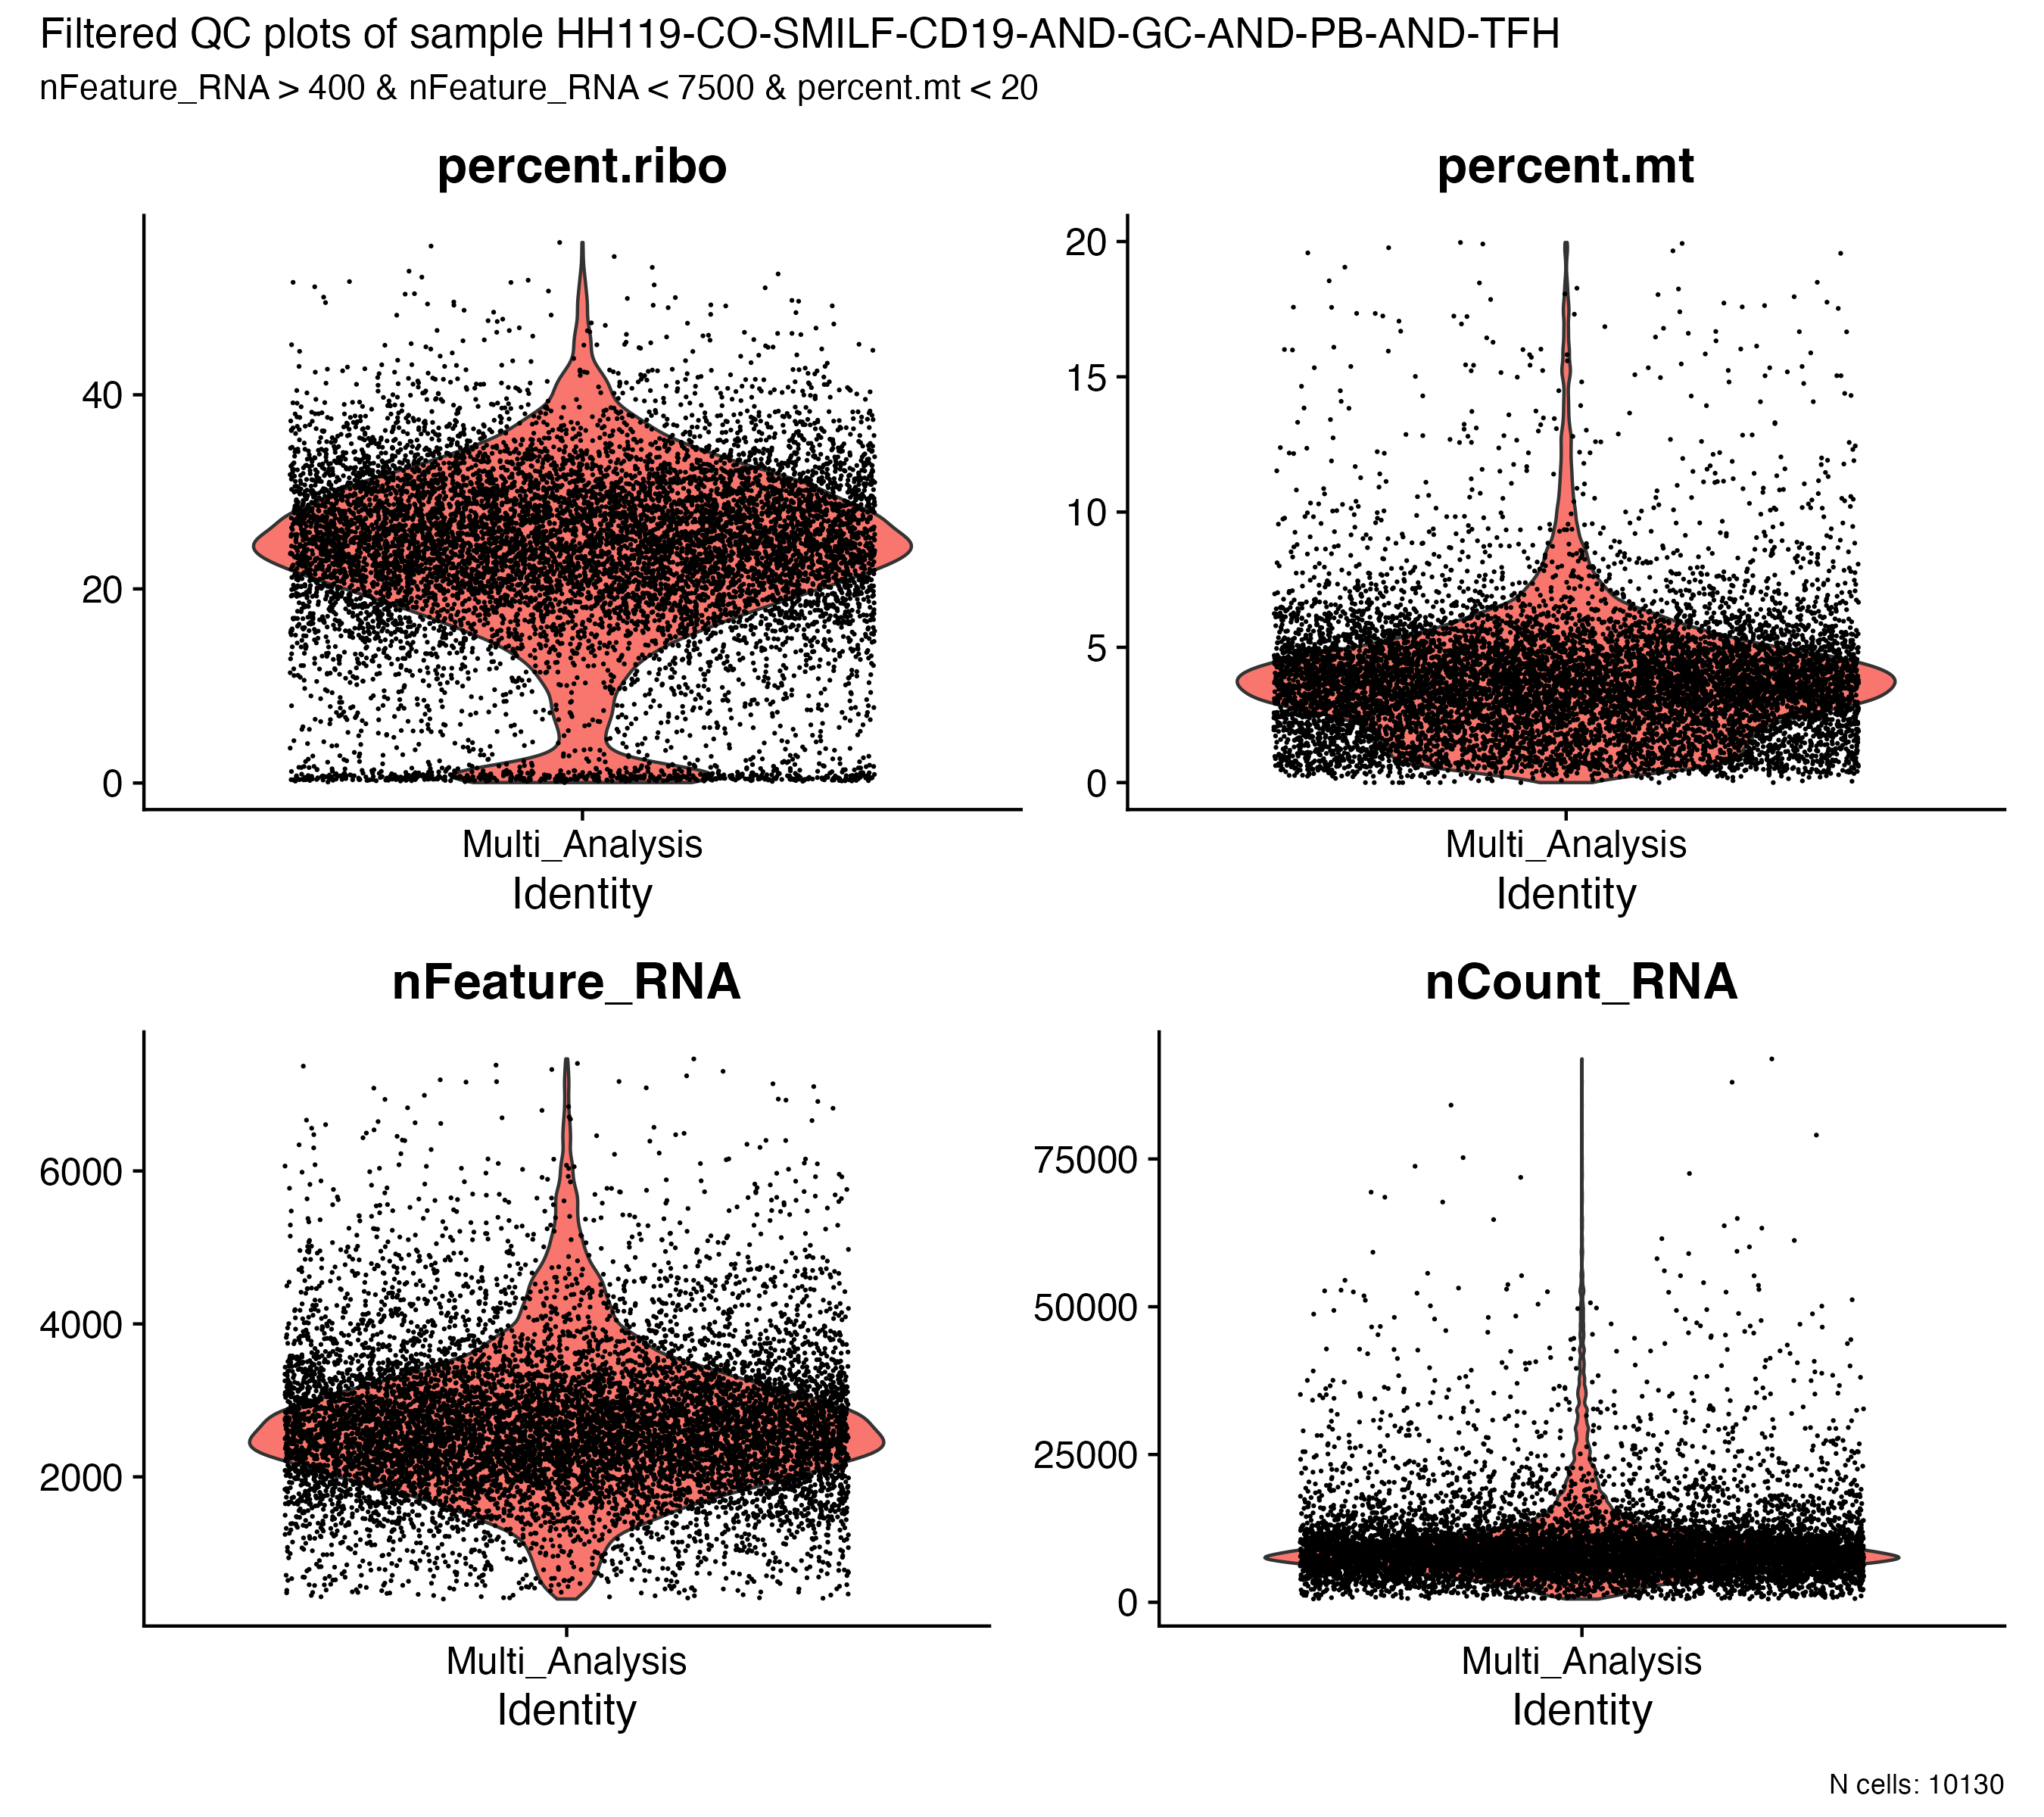 Filtered QC plots of sample HH119-CO-SMILF-CD19-AND-GC-AND-PB-AND-TFH
nFeature_RNA > 400 & nFeature_RNA < 7500 & percent.mt < 20
percent.ribo
40
20
0
Multi_Analysis
Identity
percent.mt
20
15
10
5
0
Multi_Analysis
Identity
nFeature_RNA
6000
4000
2000
Multi_Analysis
Identity
nCount_RNA
75000
50000
25000
0
Multi_Analysis
Identity
N cells: 10130